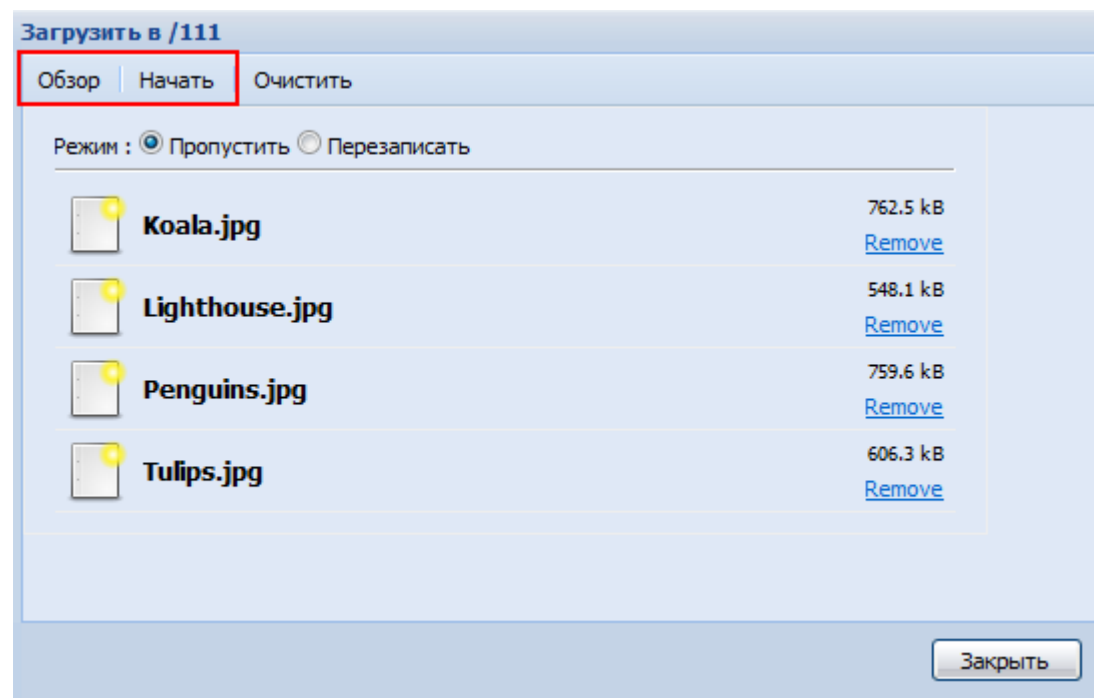 Загрузить в /111
Обзор Начать Очистить
Режим : Пропустить Перезаписать
Koala.jpg 762.5 kB
Remove
Lighthouse.jpg 548.1 kB
Remove
Penguins.jpg 759.6 kB
Remove
Tulips.jpg 606.3 kB
Remove
Закрыть